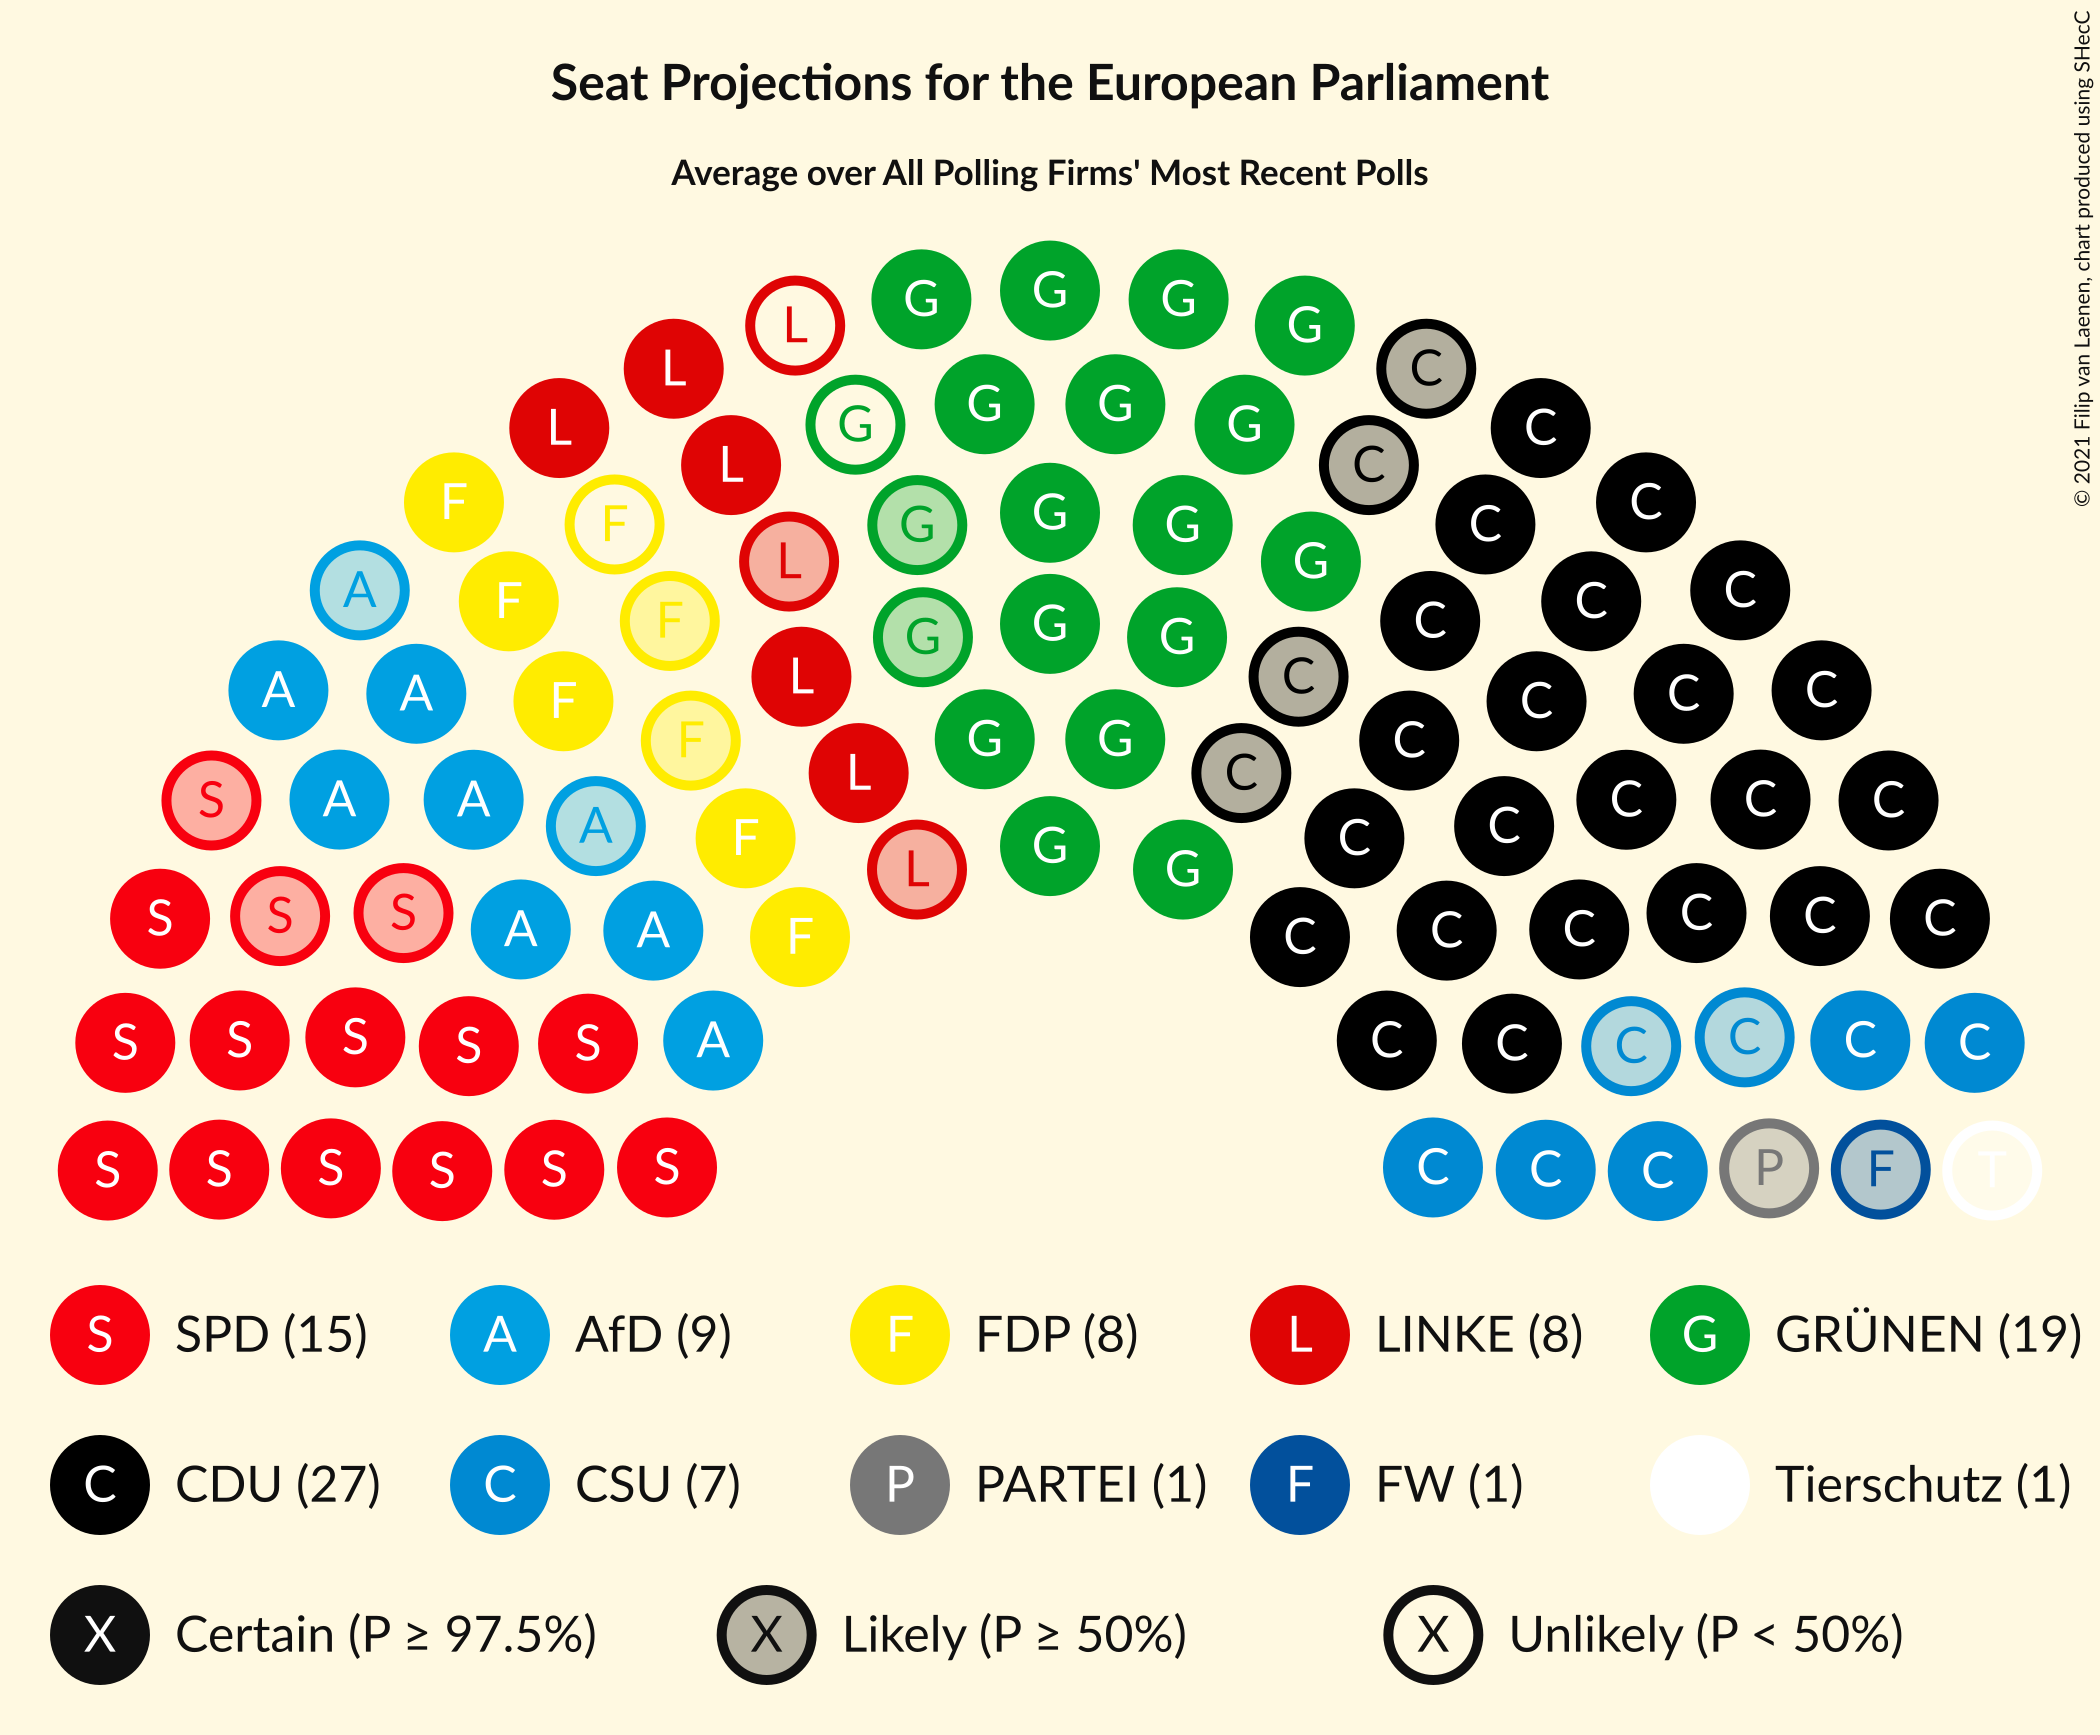 Seat Projections for the European Parliament
Average over All Polling Firms' Most Recent Polls
© 2021 Filip van Laenen, chart produced using SHecC
G G G G
L C
L G G G G C
L L C C
F F G G G G C
A F L C C
F G G G C
A A F L C C C C
F C
S A A A F L G G C C C C C C
S S S A A F L G G C C C C C C C
S S S S S A C C C C C C
S S S S S S C C C P F T
S SPD (15) A AfD (9) F FDP (8) L LINKE (8) G GRÜNEN (19)
C CDU (27) C CSU (7) P PARTEI (1) F FW (1) Tierschutz (1)
X Certain (P ≥ 97.5%) X Likely (P ≥ 50%) X Unlikely (P < 50%)